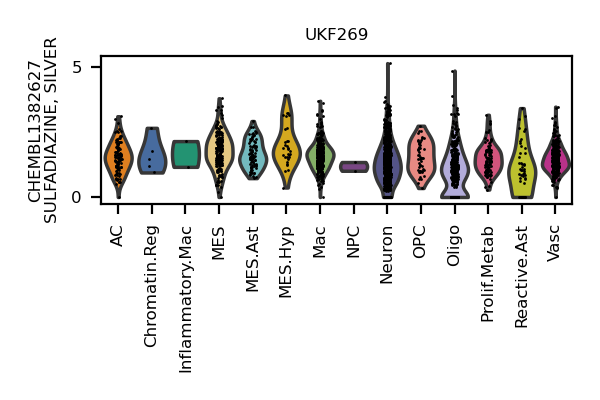 UKF269
CHEMBL1382627
SULFADIAZINE, SILVER
5
0
AC
Chromatin.Reg
Inflammatory.Mac
MES
MES.Ast
MES.Hyp
Mac
NPC
Neuron
OPC
Oligo
Prolif.Metab
Reactive.Ast
Vasc